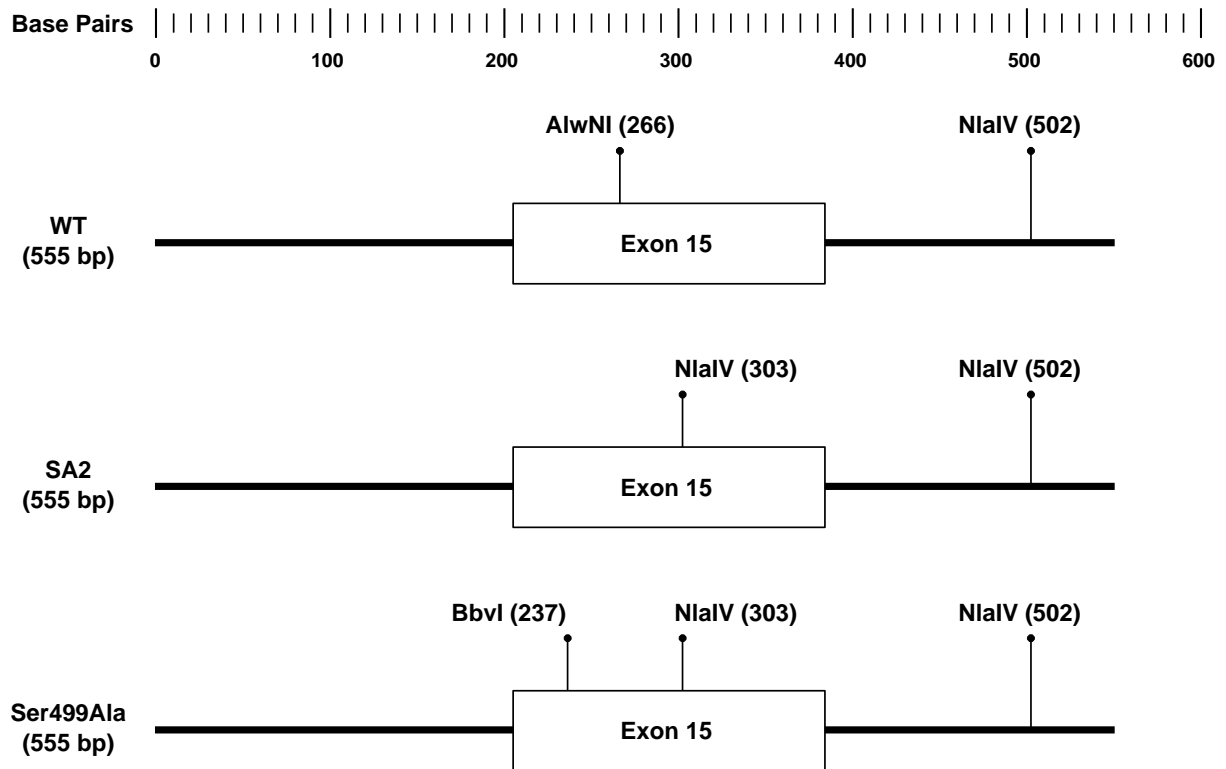 Base Pairs
0 100 200 300 400 500 600
AlwNI (266) NlaIV (502)
WT
(555 bp)
Exon 15
NlaIV (303) NlaIV (502)
SA2
(555 bp)
Exon 15
BbvI (237) NlaIV (303) NlaIV (502)
Ser499Ala
(555 bp)
Exon 15